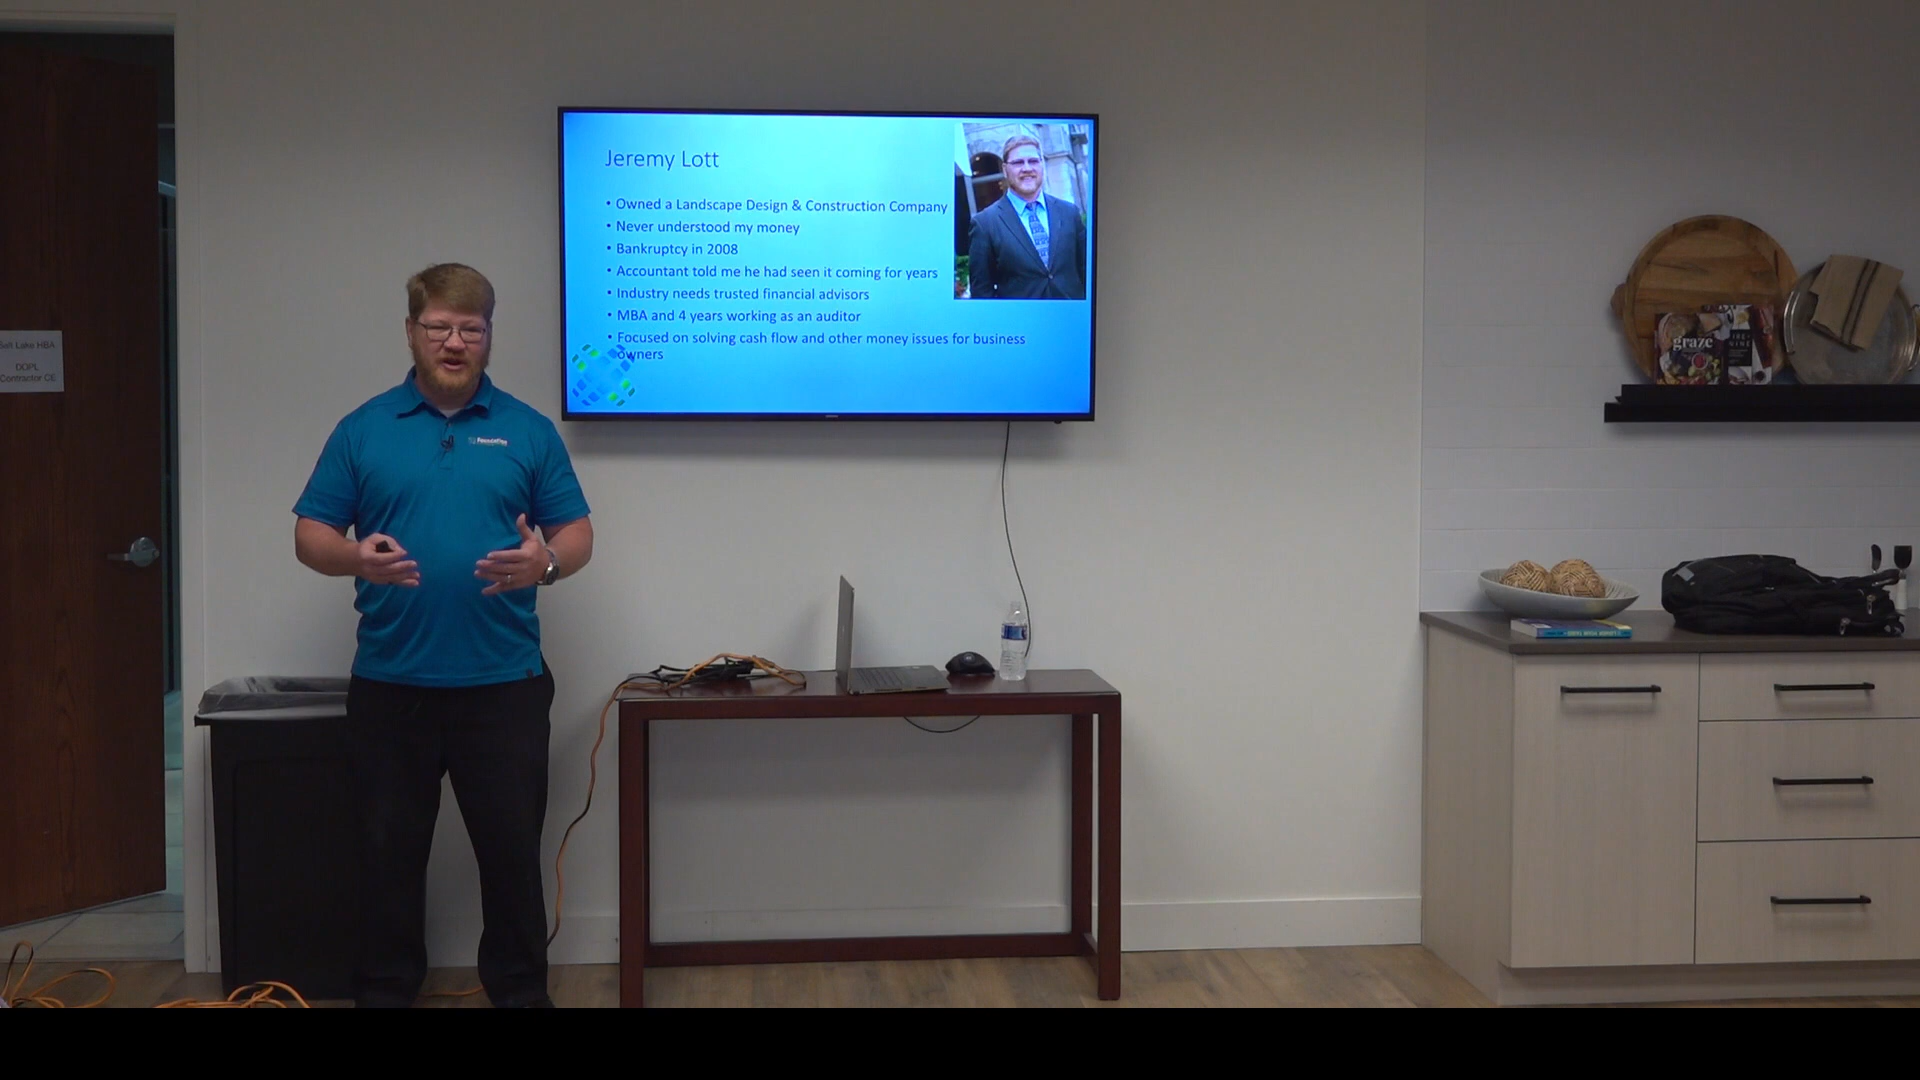 Jeremy Lott
• Owned a Landscape Design & Construction Company
• Never understood my money
• Bankruptcy in 2008
• Accountant told me he had seen it coming for years
• Industry needs trusted financial advisors
• MBA and 4 years working as an auditor
• Focused on solving cash flow and other money issues for business
owners
Salt Lake HBA
DOPL
Contractor CE
Foundation
graze